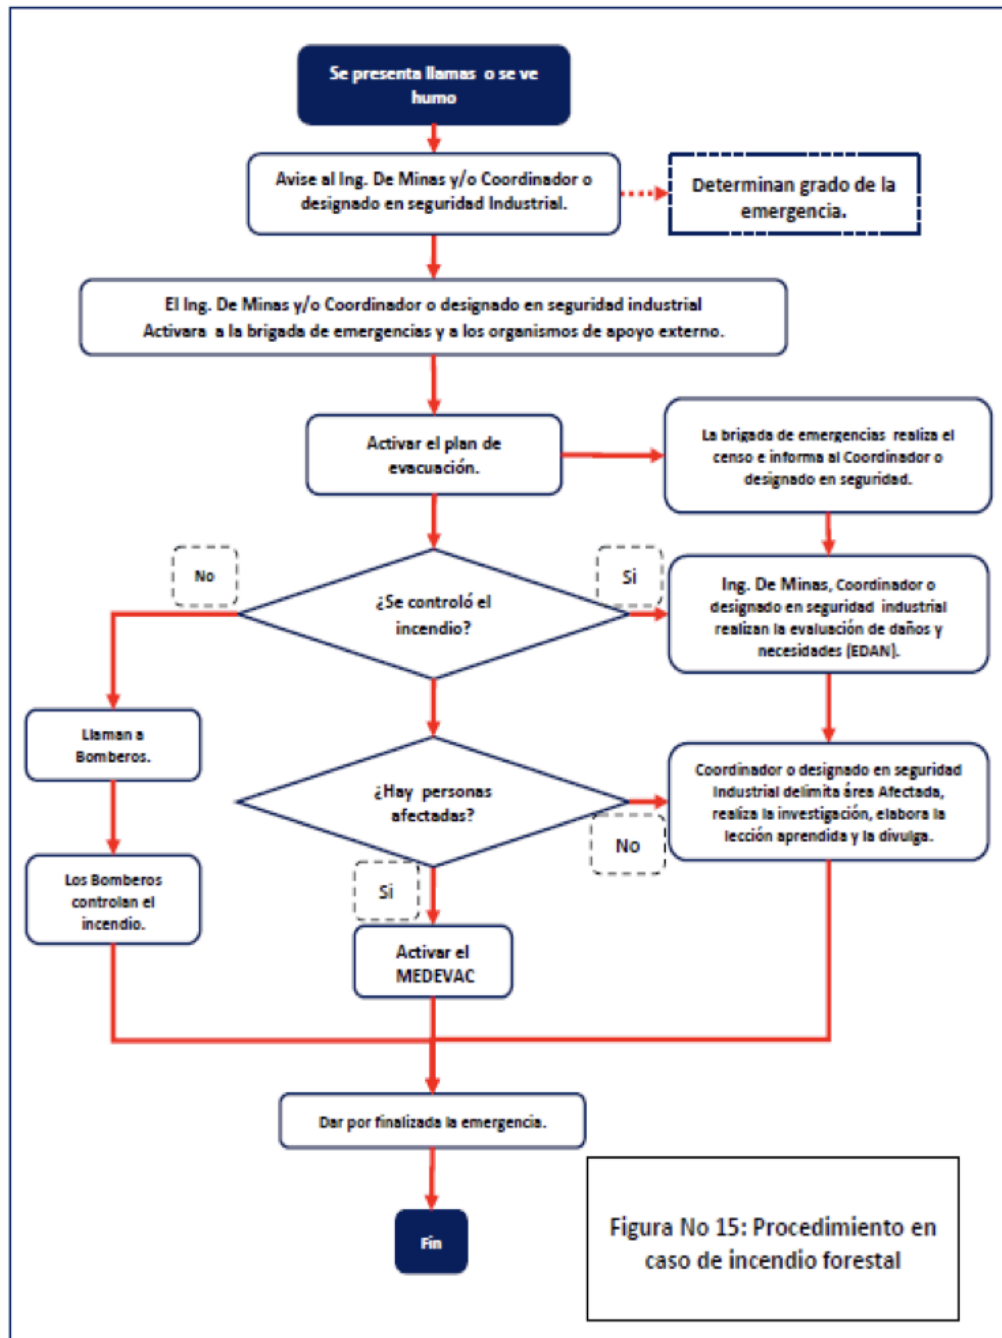 Se presenta llamas o se ve
humo
Avise al Ing. De Minas y/o Coordinador o
designado en seguridad Industrial.
Determinan grado de la
emergencia.
El Ing. De Minas y/o Coordinador o designado en seguridad industrial
Activara a la brigada de emergencias y a los organismos de apoyo externo.
Activar el plan de
evacuación.
La brigada de emergencias realiza el
censo e informa al Coordinador o
designado en seguridad.
No
¿Se controló el
incendio?
Si
Ing. De Minas, Coordinador o
designado en seguridad industrial
realizan la evaluación de daños y
necesidades (EDAN).
Llaman a
Bomberos.
¿Hay personas
afectadas?
No
Coordinador o designado en seguridad
Industrial delimita área Afectada,
realiza la investigación, elabora la
lección aprendida y la divulga.
Si
Los Bomberos
controlan el
incendio.
Activar el
MEDEVAC
Dar por finalizada la emergencia.
Fin
Figura No 15: Procedimiento en
caso de incendio forestal